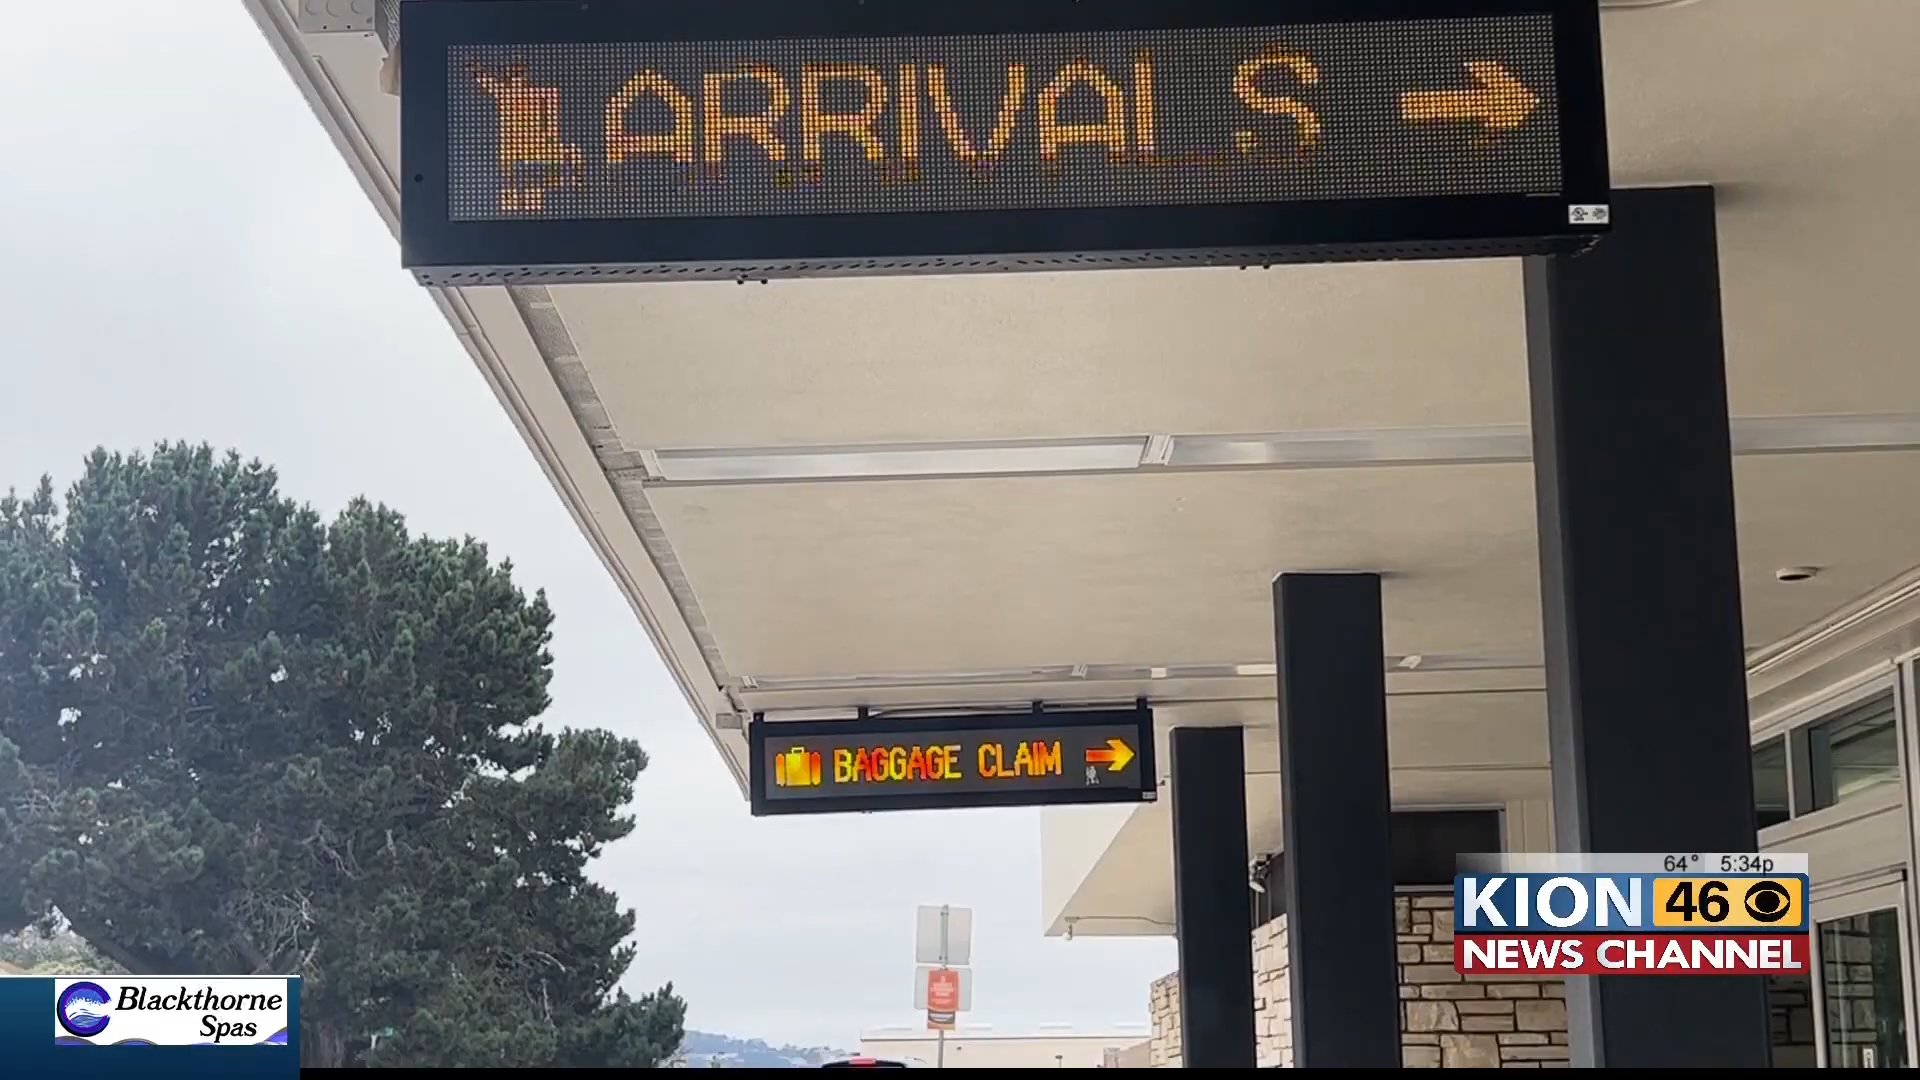 ARRIVALS →
BAGGAGE CLAIM →
64° 5:34p
KION 46
NEWS CHANNEL
Blackthorne
Spas